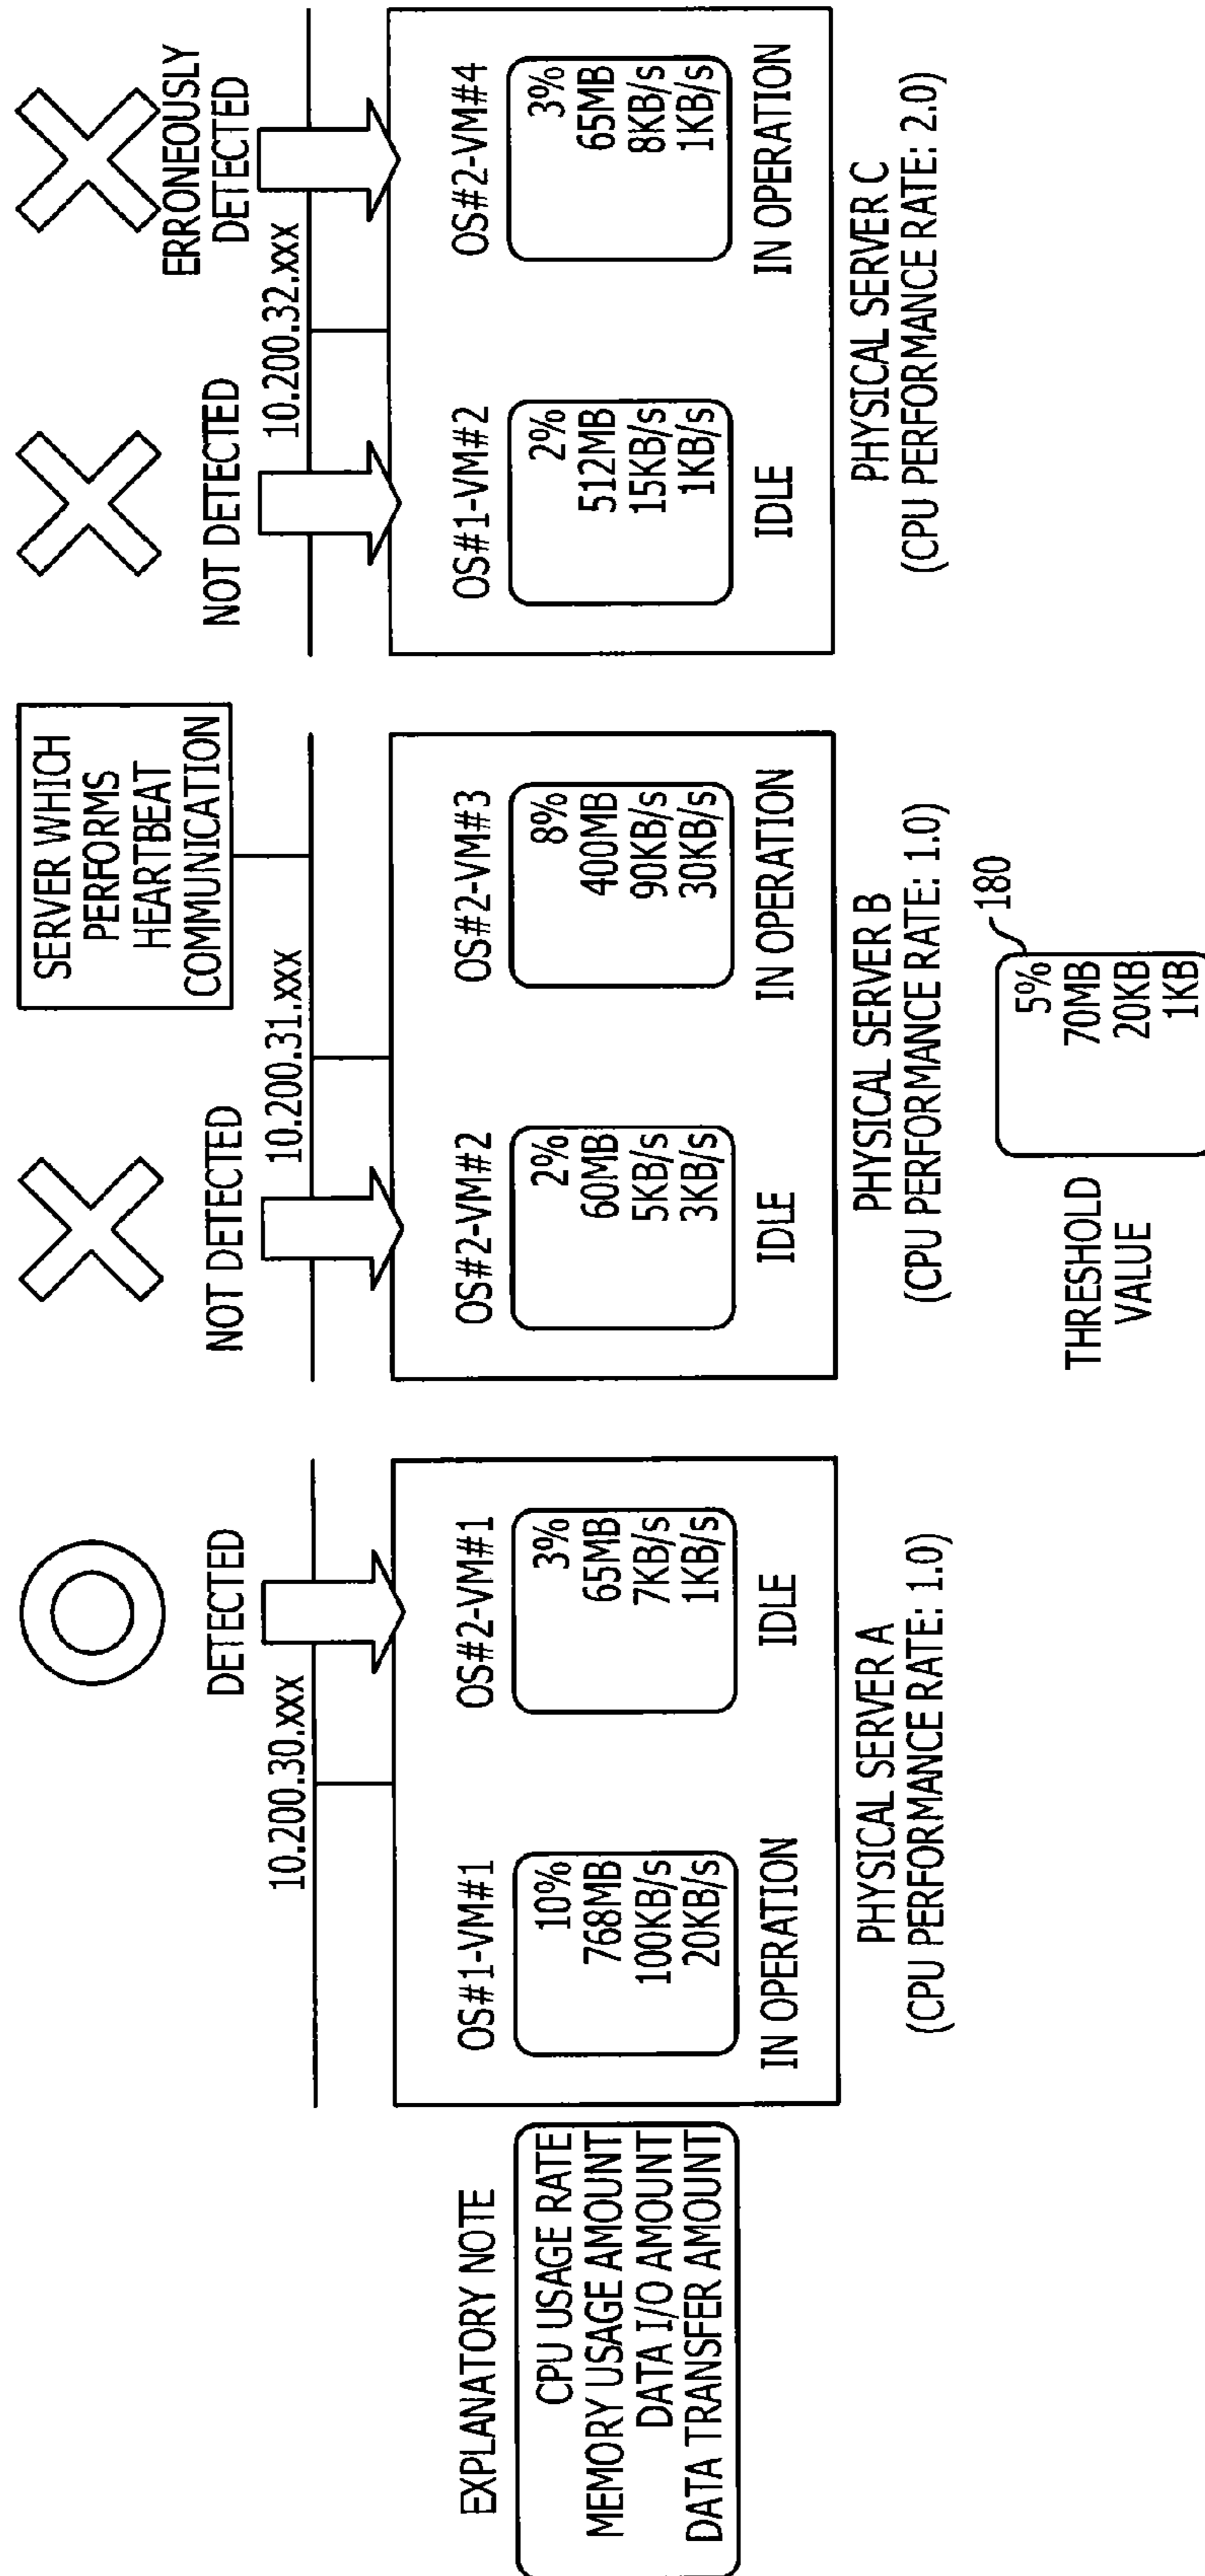 EXPLANATORY NOTE
CPU USAGE RATE
MEMORY USAGE AMOUNT
DATA I/O AMOUNT
DATA TRANSFER AMOUNT
DETECTED
10.200.30.xxx
OS#1-VM#1
10%
768MB
100KB/s
20KB/s
IN OPERATION
OS#2-VM#1
3%
65MB
7KB/s
1KB/s
IDLE
PHYSICAL SERVER A
(CPU PERFORMANCE RATE: 1.0)
SERVER WHICH
PERFORMS
HEARTBEAT
COMMUNICATION
NOT DETECTED
10.200.31.xxx
OS#2-VM#2
2%
60MB
5KB/s
3KB/s
IDLE
OS#2-VM#3
8%
400MB
90KB/s
30KB/s
IN OPERATION
PHYSICAL SERVER B
(CPU PERFORMANCE RATE: 1.0)
THRESHOLD
VALUE
180
5%
70MB
20KB
1KB
NOT DETECTED
ERRONEOUSLY
DETECTED
10.200.32.xxx
OS#1-VM#2
2%
512MB
15KB/s
1KB/s
IDLE
OS#2-VM#4
3%
65MB
8KB/s
1KB/s
IN OPERATION
PHYSICAL SERVER C
(CPU PERFORMANCE RATE: 2.0)